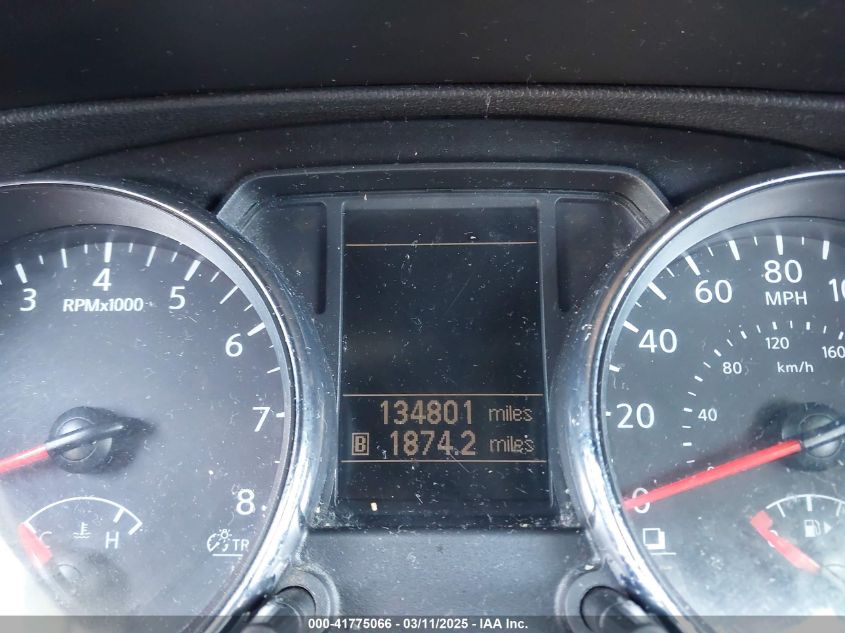 3 4 5 6 7 8
RPMx1000
C H
TR
134801 miles
B 1874.2 miles
0 20 40 60 80
MPH
40 80 120 160
km/h
000-41775066 - 03/11/2025 - IAA Inc.